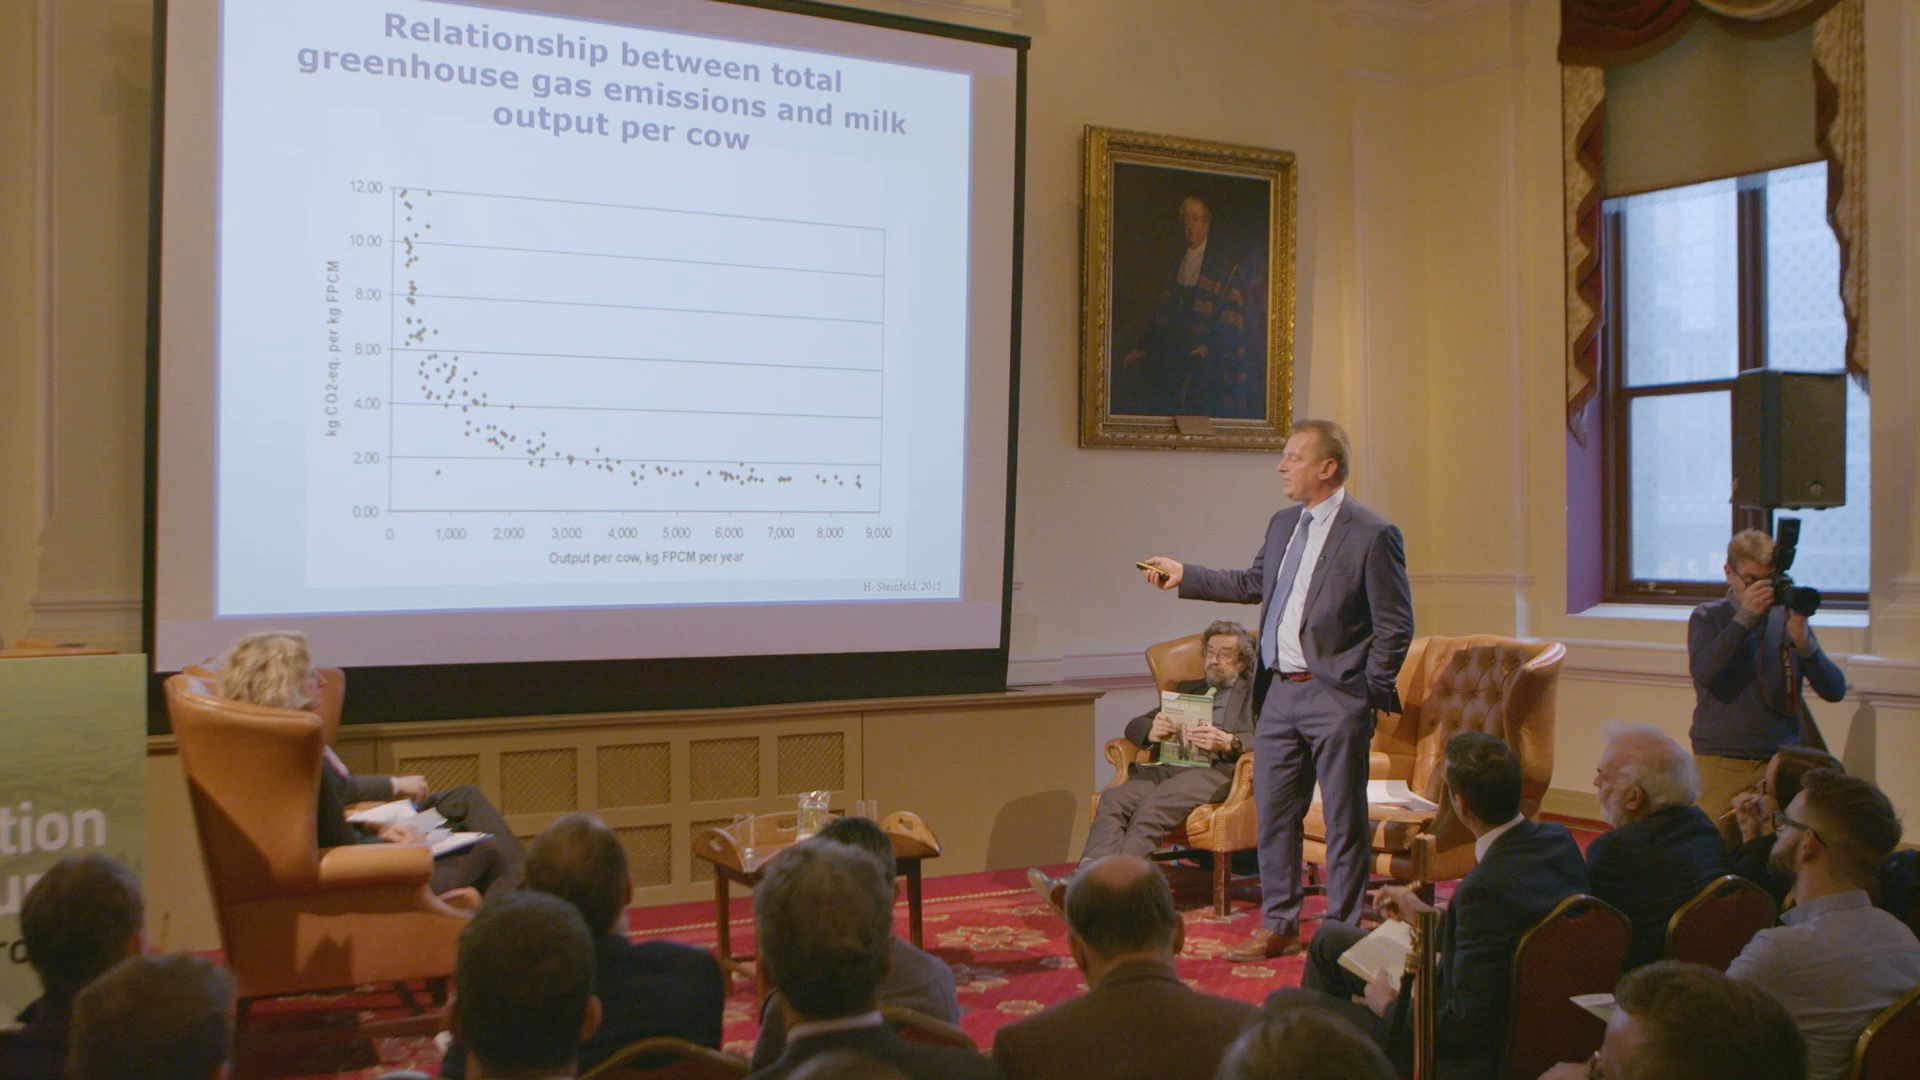 Relationship between total
greenhouse gas emissions and milk
output per cow
12.00
10.00
8.00
6.00
4.00
2.00
0.00
kg CO2-eq. per kg FPCM
0 1,000 2,000 3,000 4,000 5,000 6,000 7,000 8,000 9,000
Output per cow, kg FPCM per year
H. Steinfeld, 2015
tion